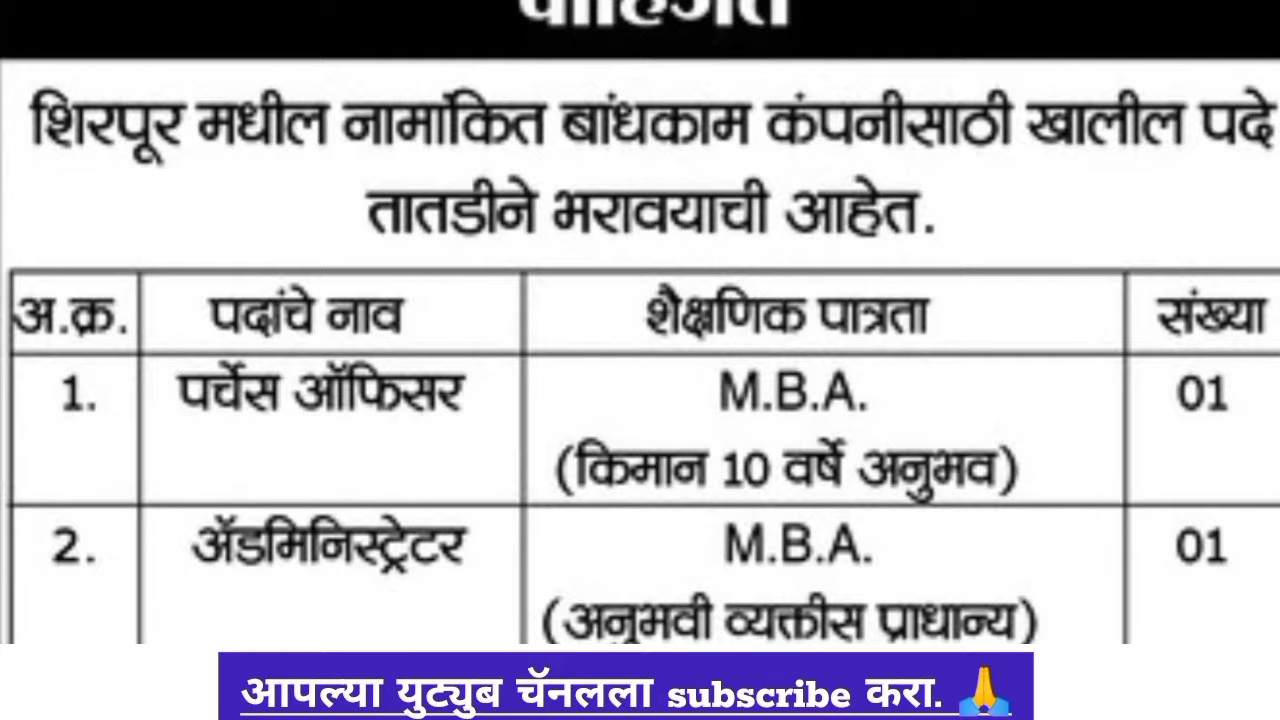 शिरपूर मधील नामांकित बांधकाम कंपनीसाठी खालील पदे
तातडीने भरावयाची आहेत.
अ.क्र. पदांचे नाव शैक्षणिक पात्रता संख्या
1. पर्चेस ऑफिसर M.B.A. 01
(किमान 10 वर्षे अनुभव)
2. ॲडमिनिस्ट्रेटर M.B.A. 01
(अनुभवी व्यक्तीस प्राधान्य)
आपल्या युट्युब चॅनलला subscribe करा. 🙏